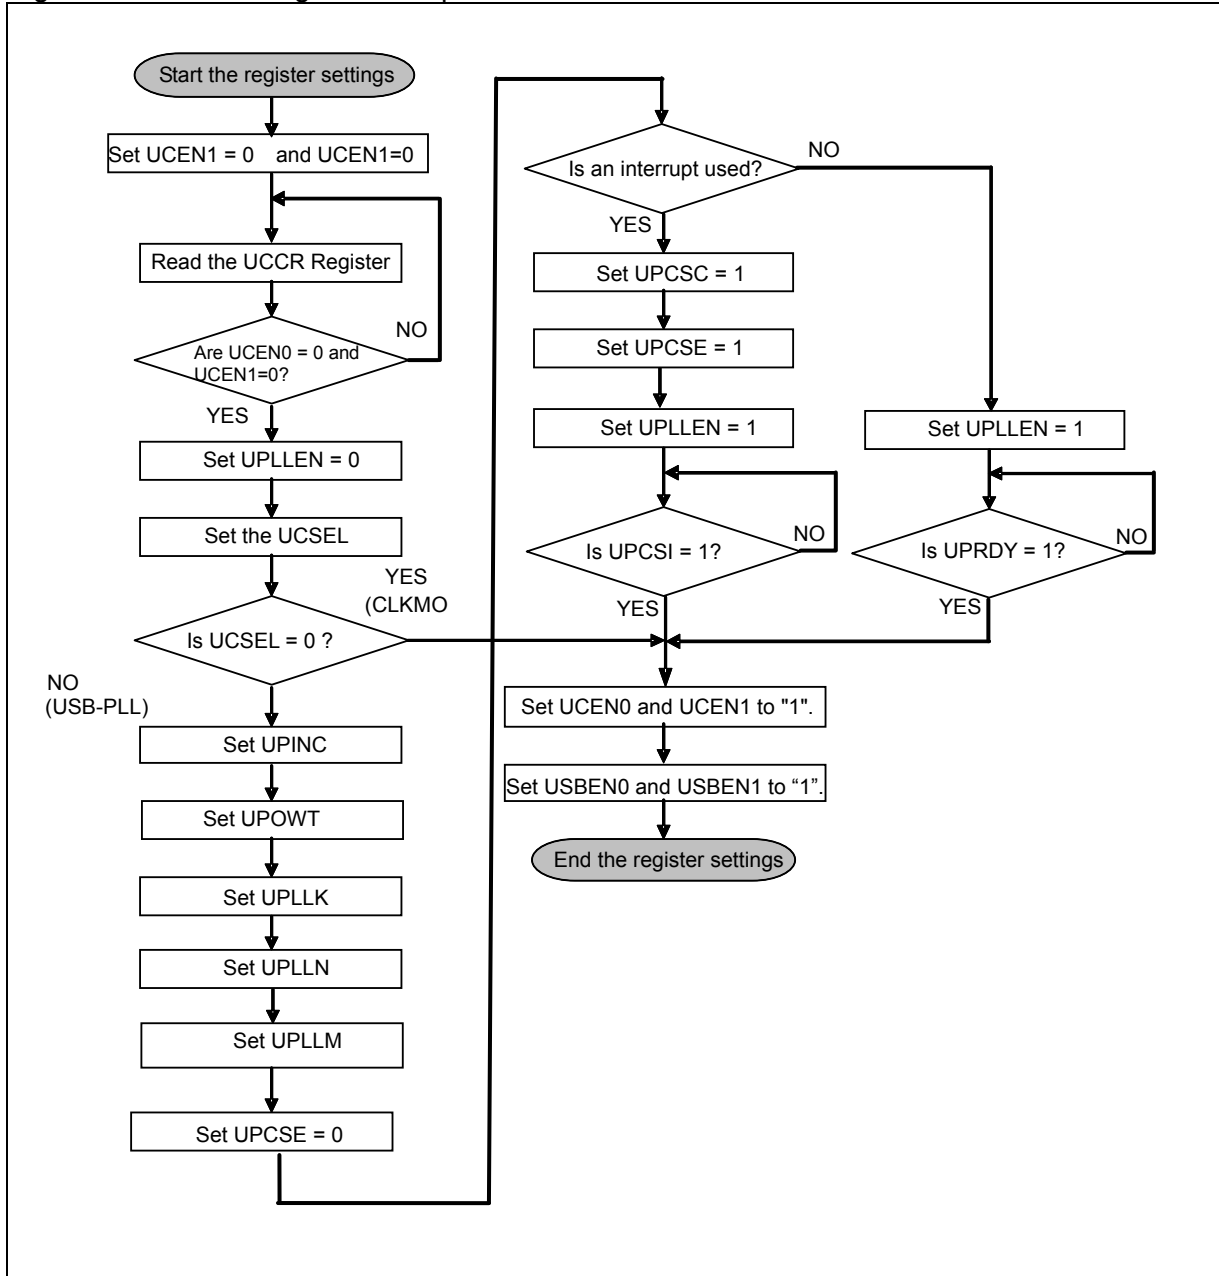 Start the register settings
Set UCEN1 = 0 and UCEN1=0
Read the UCCR Register
NO
Are UCEN0 = 0 and
UCEN1=0?
YES
Set UPLLEN = 0
Set the UCSEL
YES
(CLKMO
Is UCSEL = 0 ?
NO
(USB-PLL)
Set UPINC
Set UPOWT
Set UPLLK
Set UPLLN
Set UPLLM
Set UPCSE = 0
Is an interrupt used?
NO
YES
Set UPCSC = 1
Set UPCSE = 1
Set UPLLEN = 1
Set UPLLEN = 1
Is UPCSI = 1?
NO
Is UPRDY = 1?
NO
YES
YES
Set UCEN0 and UCEN1 to "1".
Set USBEN0 and USBEN1 to “1”.
End the register settings